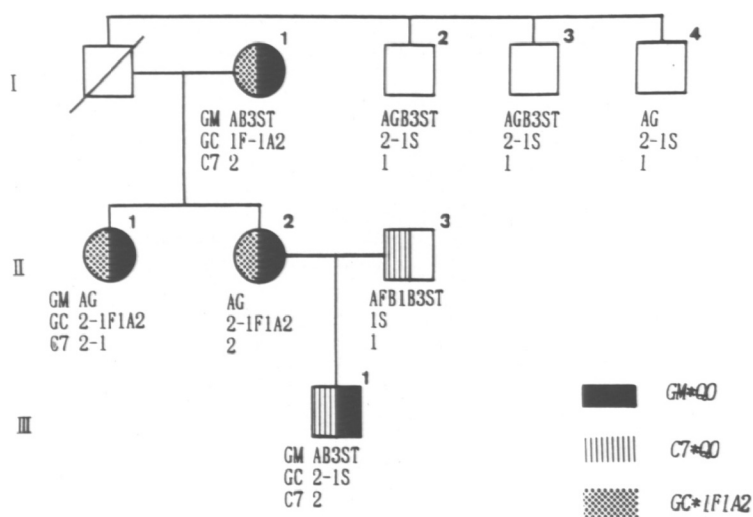 1 2 3 4
I
GM AB3ST AGB3ST AGB3ST AG
GC 1F-1A2 2-1S 2-1S 2-1S
C7 2 1 1 1
1 2 3
II
GM AG AG AFB1B3ST
GC 2-1F1A2 2-1F1A2 1S
C7 2-1 2 1
1
III
GM AB3ST
GC 2-1S
C7 2
GM*Q0
C7*Q0
GC*1F1A2